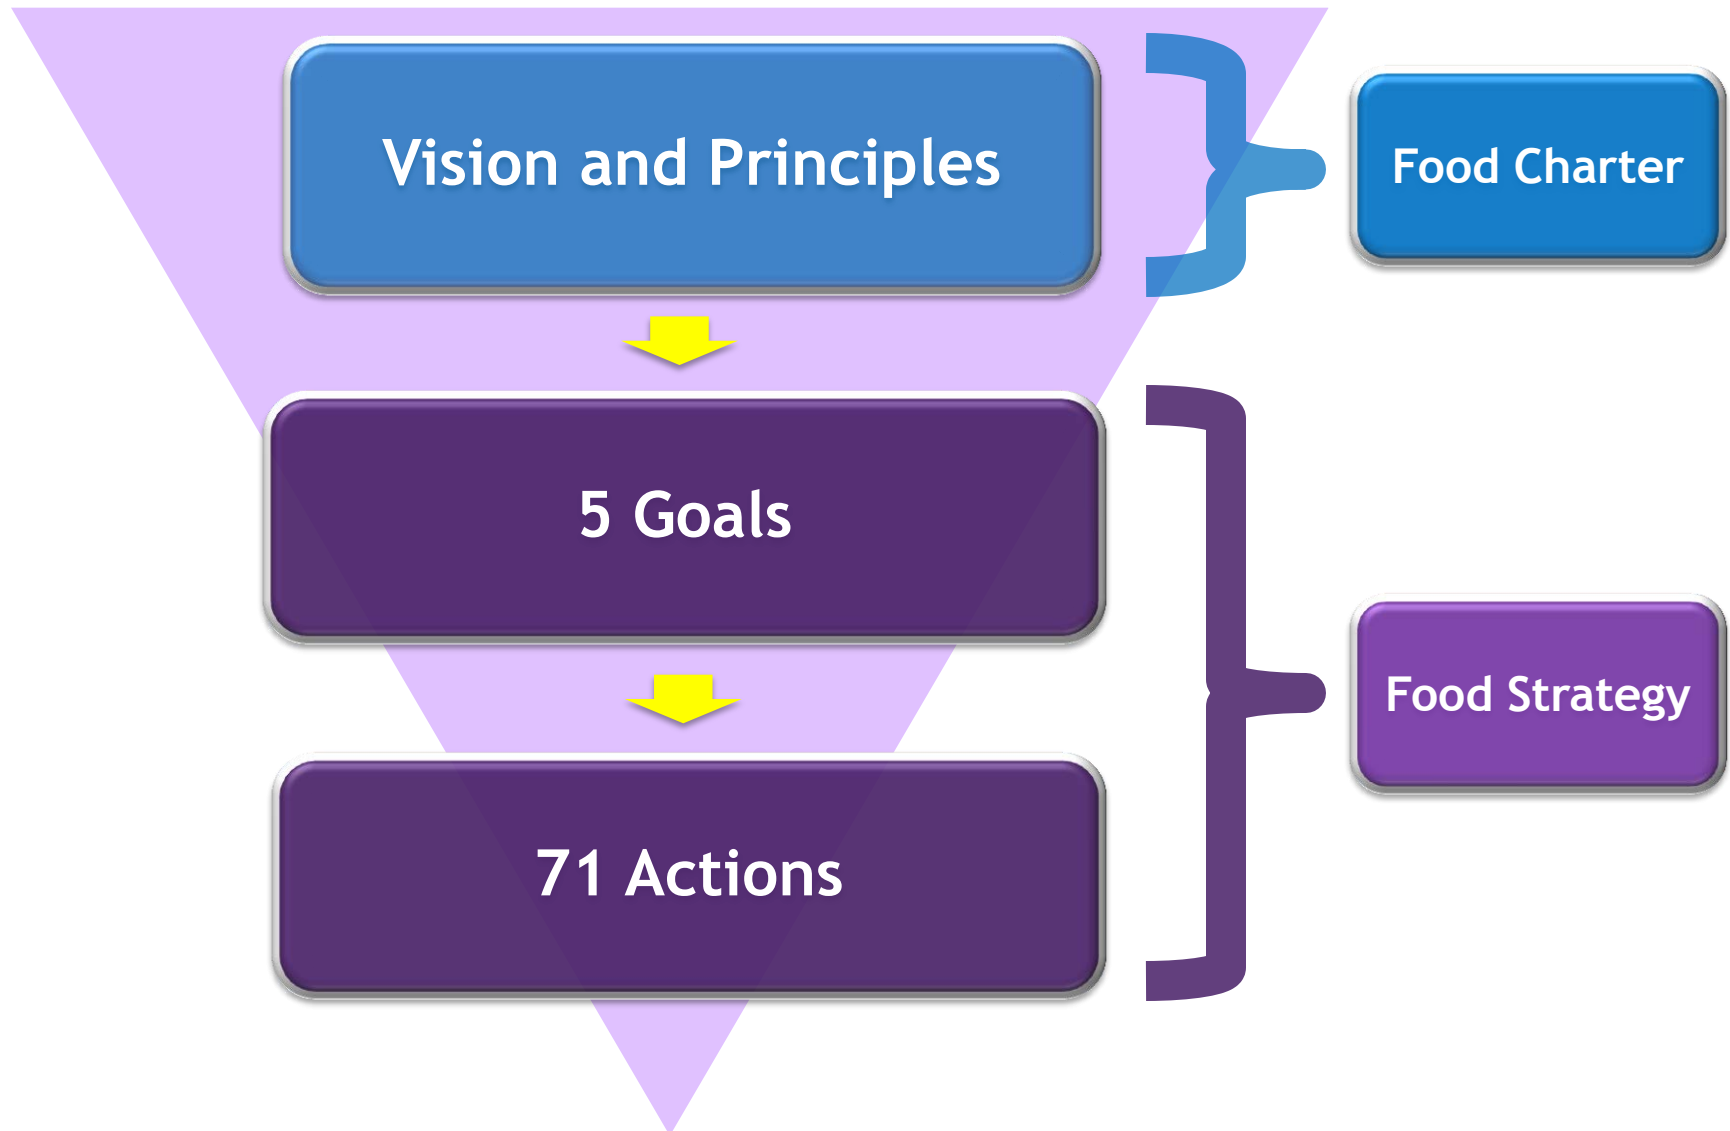 Vision and Principles
Food Charter
5 Goals
Food Strategy
71 Actions